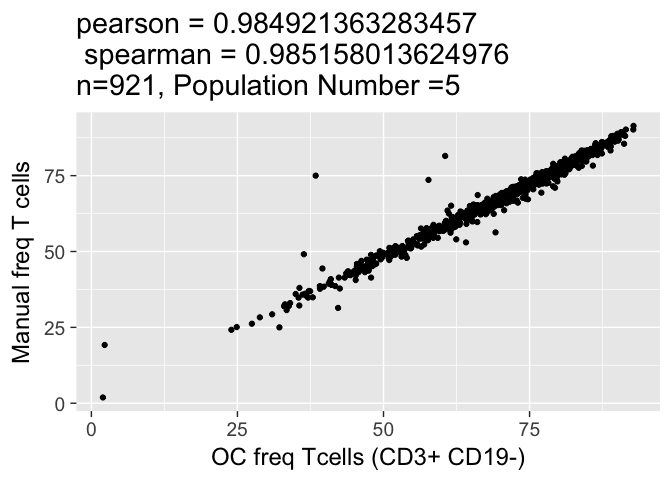 pearson = 0.984921363283457
spearman = 0.985158013624976
n=921, Population Number =5
75
50
25
0
Manual freq T cells
0 25 50 75
OC freq Tcells (CD3+ CD19-)